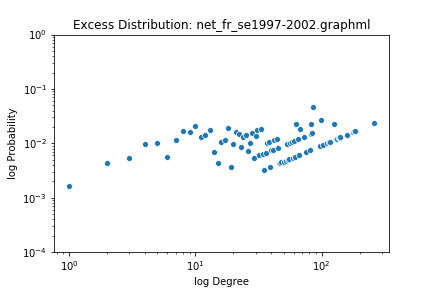 Excess Distribution: net_fr_se1997-2002.graphml
log Probability
10⁰
10⁻¹
10⁻²
10⁻³
10⁻⁴
10⁰ 10¹ 10²
log Degree